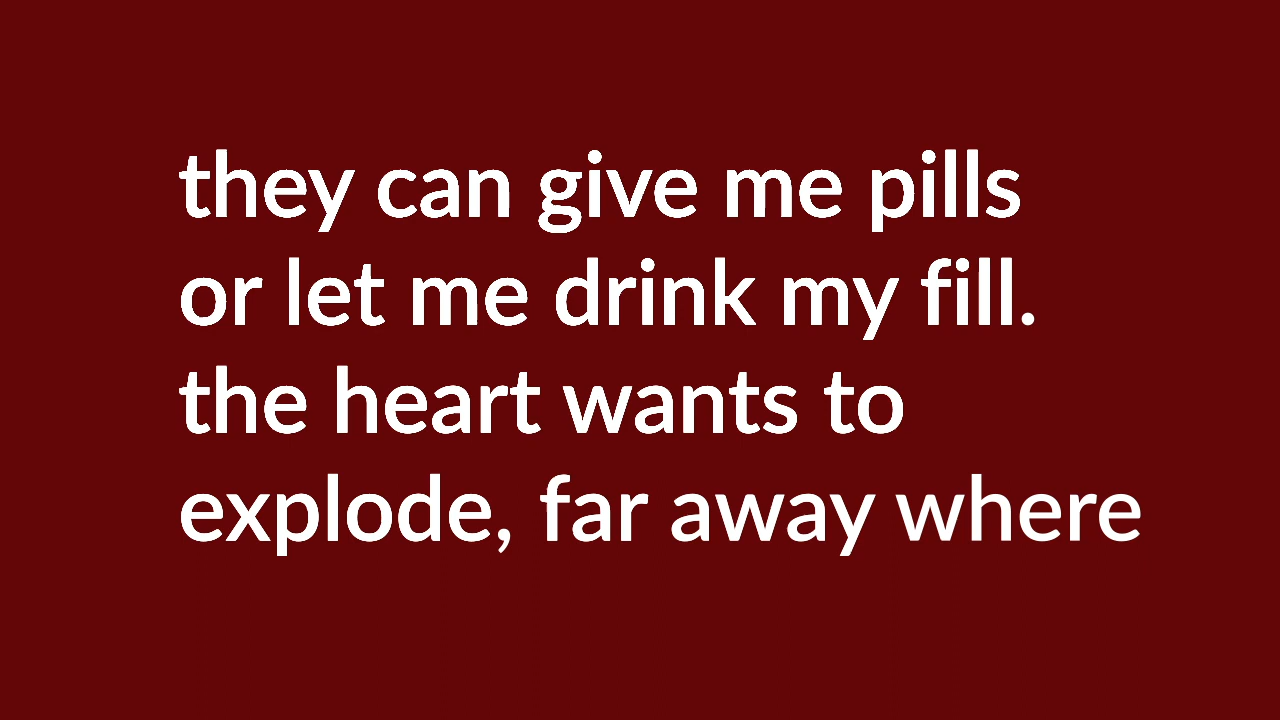 they can give me pills
or let me drink my fill.
the heart wants to
explode, far away where